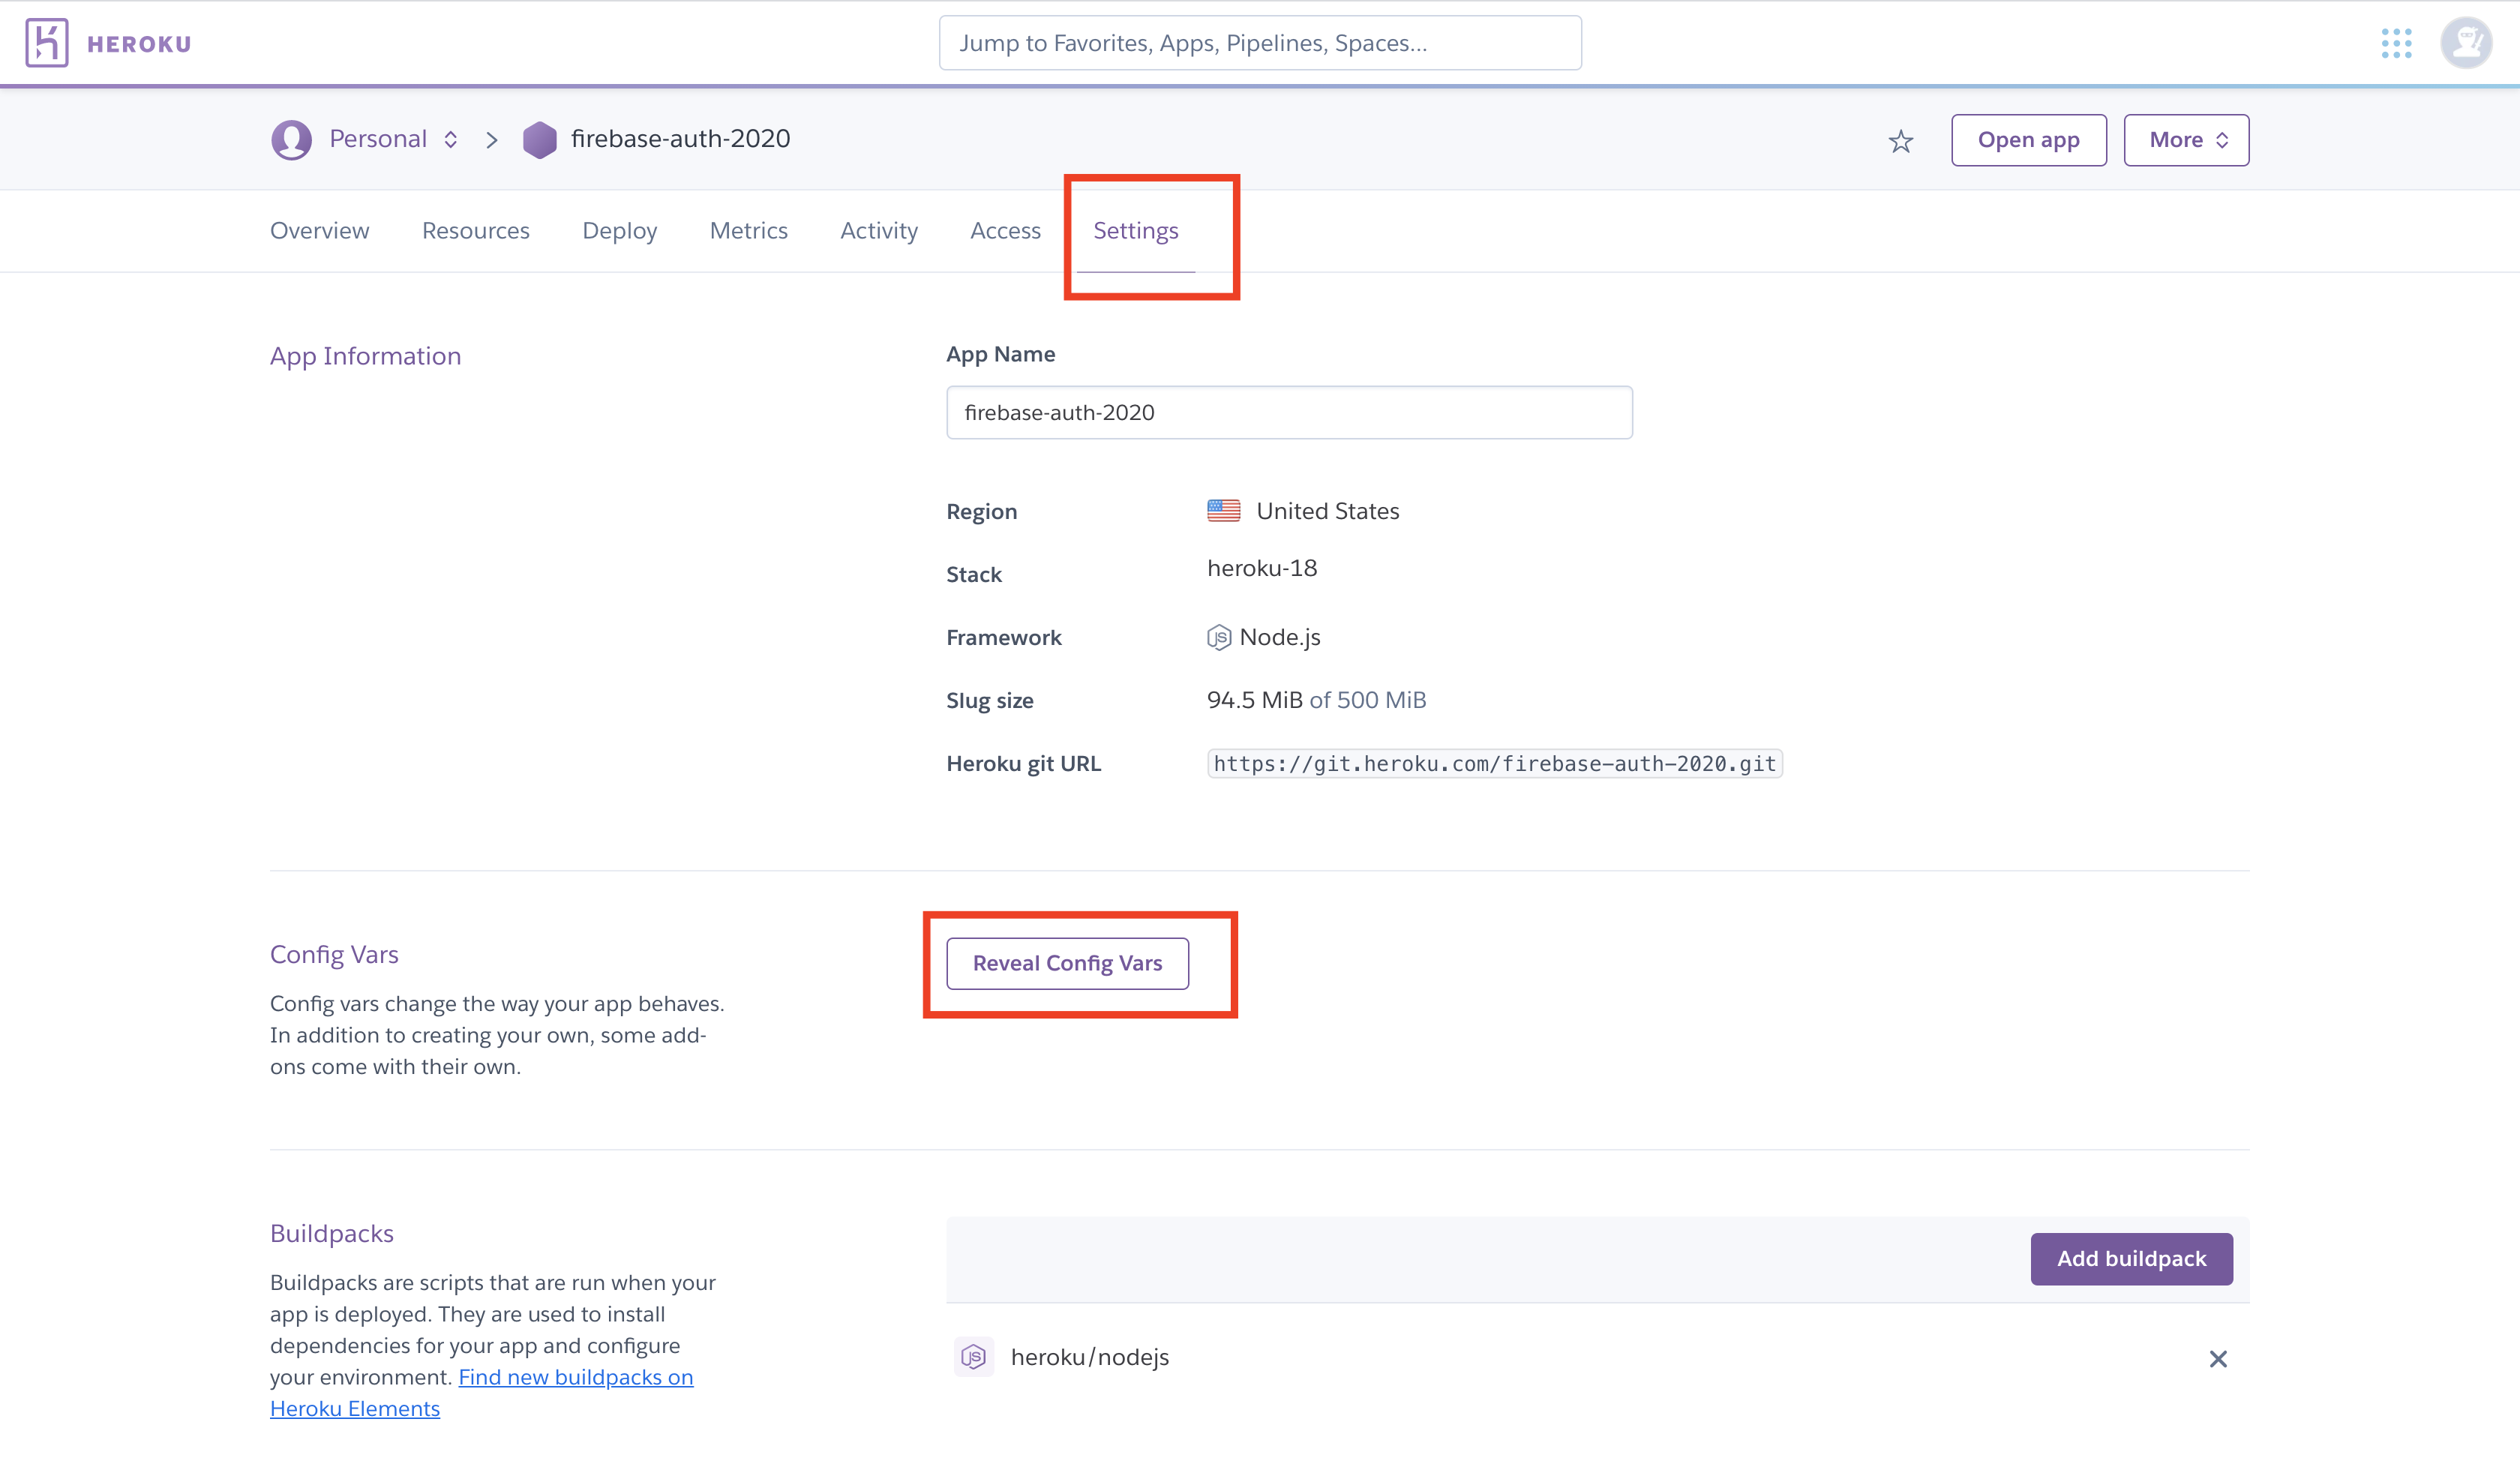 HEROKU
Jump to Favorites, Apps, Pipelines, Spaces...
Personal
firebase-auth-2020
Open app
More
Overview
Resources
Deploy
Metrics
Activity
Access
Settings
App Information
App Name
firebase-auth-2020
Region
United States
Stack
heroku-18
Framework
JS Node.js
Slug size
94.5 MiB of 500 MiB
Heroku git URL
https://git.heroku.com/firebase-auth-2020.git
Config Vars
Config vars change the way your app behaves.
In addition to creating your own, some add-
ons come with their own.
Reveal Config Vars
Buildpacks
Buildpacks are scripts that are run when your
app is deployed. They are used to install
dependencies for your app and configure
your environment. Find new buildpacks on
Heroku Elements
Add buildpack
JS heroku/nodejs